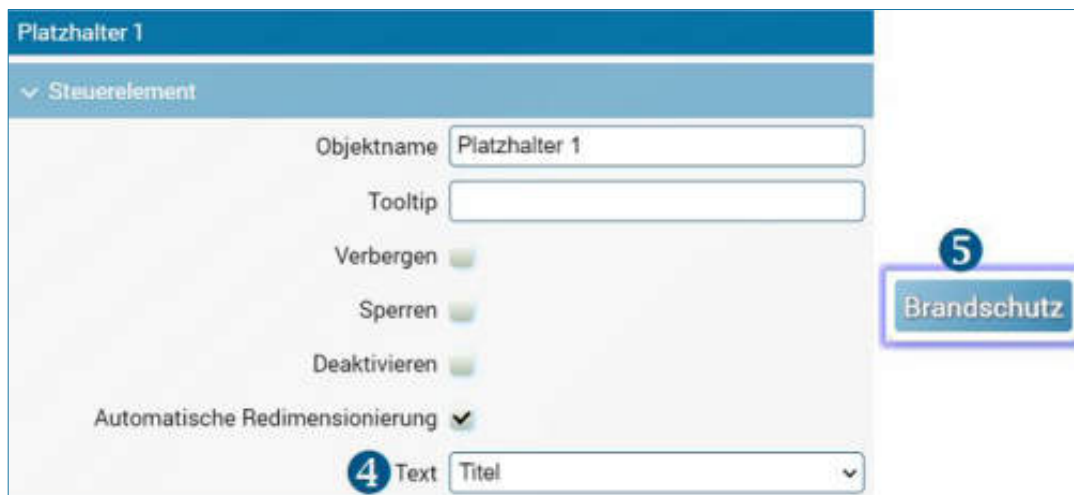 Platzhalter 1
Steuerelement
Objektname Platzhalter 1
Tooltip
Verbergen
Sperren
Deaktivieren
Automatische Redimensionierung
4 Text Titel
5
Brandschutz